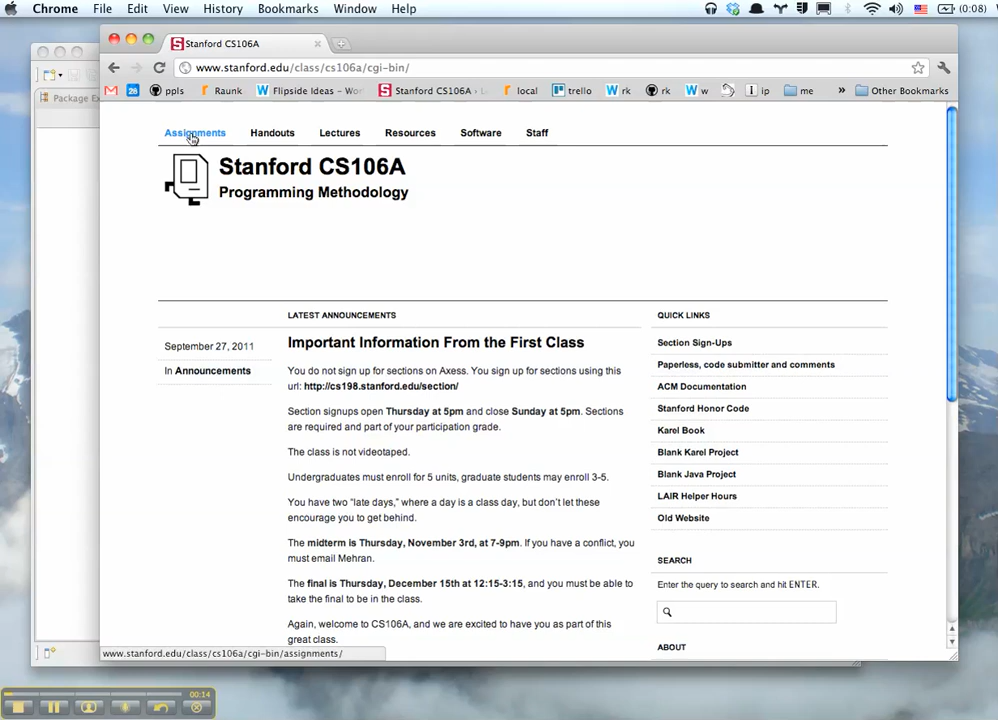 Chrome File Edit View History Bookmarks Window Help (0:08)
Stanford CS106A
www.stanford.edu/class/cs106a/cgi-bin/
28 ppls Raunk Flipside Ideas – Wo Stanford CS106A › L local trello rk rk w ip me » Other Bookmarks
Package Ex
Assignments Handouts Lectures Resources Software Staff
Stanford CS106A
Programming Methodology
LATEST ANNOUNCEMENTS
September 27, 2011
In Announcements
Important Information From the First Class
You do not sign up for sections on Axess. You sign up for sections using this
url: http://cs198.stanford.edu/section/
Section signups open Thursday at 5pm and close Sunday at 5pm. Sections
are required and part of your participation grade.
The class is not videotaped.
Undergraduates must enroll for 5 units, graduate students may enroll 3-5.
You have two “late days,” where a day is a class day, but don’t let these
encourage you to get behind.
The midterm is Thursday, November 3rd, at 7-9pm. If you have a conflict, you
must email Mehran.
The final is Thursday, December 15th at 12:15-3:15, and you must be able to
take the final to be in the class.
Again, welcome to CS106A, and we are excited to have you as part of this
great class.
QUICK LINKS
Section Sign-Ups
Paperless, code submitter and comments
ACM Documentation
Stanford Honor Code
Karel Book
Blank Karel Project
Blank Java Project
LAIR Helper Hours
Old Website
SEARCH
Enter the query to search and hit ENTER.
ABOUT
www.stanford.edu/class/cs106a/cgi-bin/assignments/
00:14